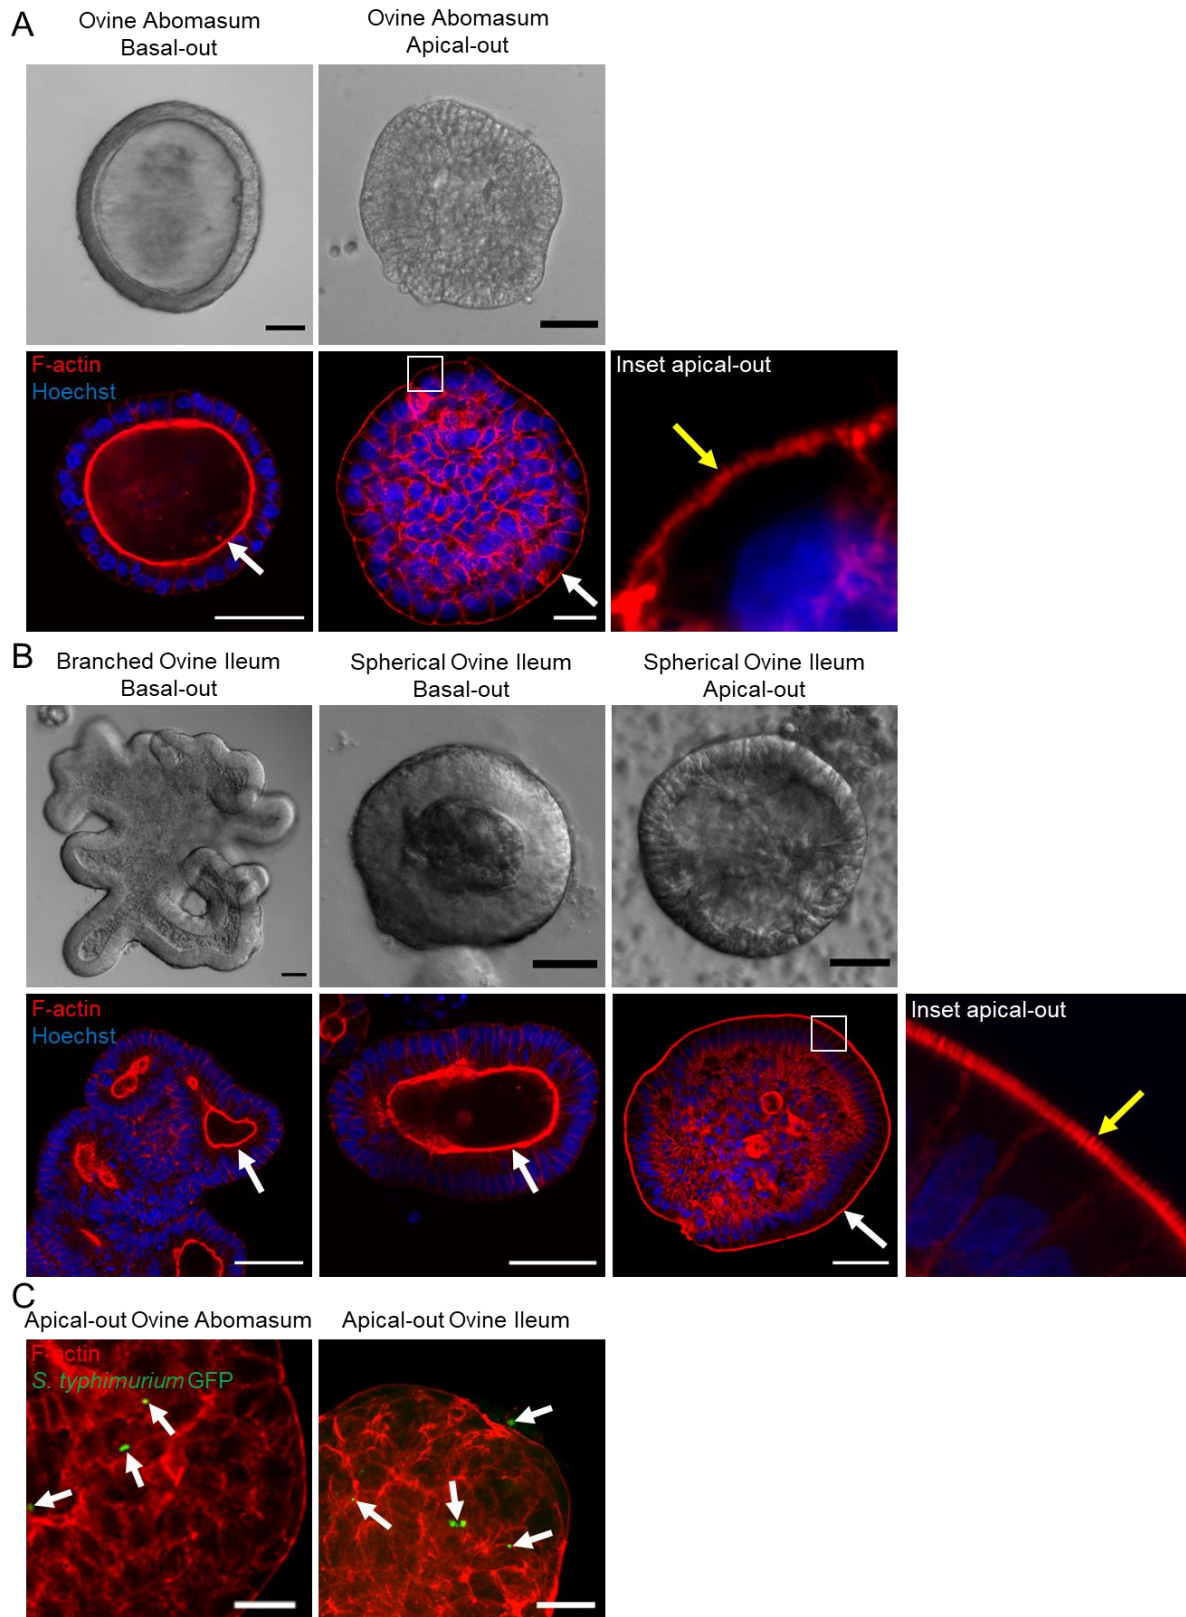 A
Ovine Abomasum
Basal-out
Ovine Abomasum
Apical-out
F-actin
Hoechst
Inset apical-out
B
Branched Ovine Ileum
Basal-out
Spherical Ovine Ileum
Basal-out
Spherical Ovine Ileum
Apical-out
F-actin
Hoechst
Inset apical-out
C
Apical-out Ovine Abomasum
Apical-out Ovine Ileum
F-actin
S. typhimurium GFP